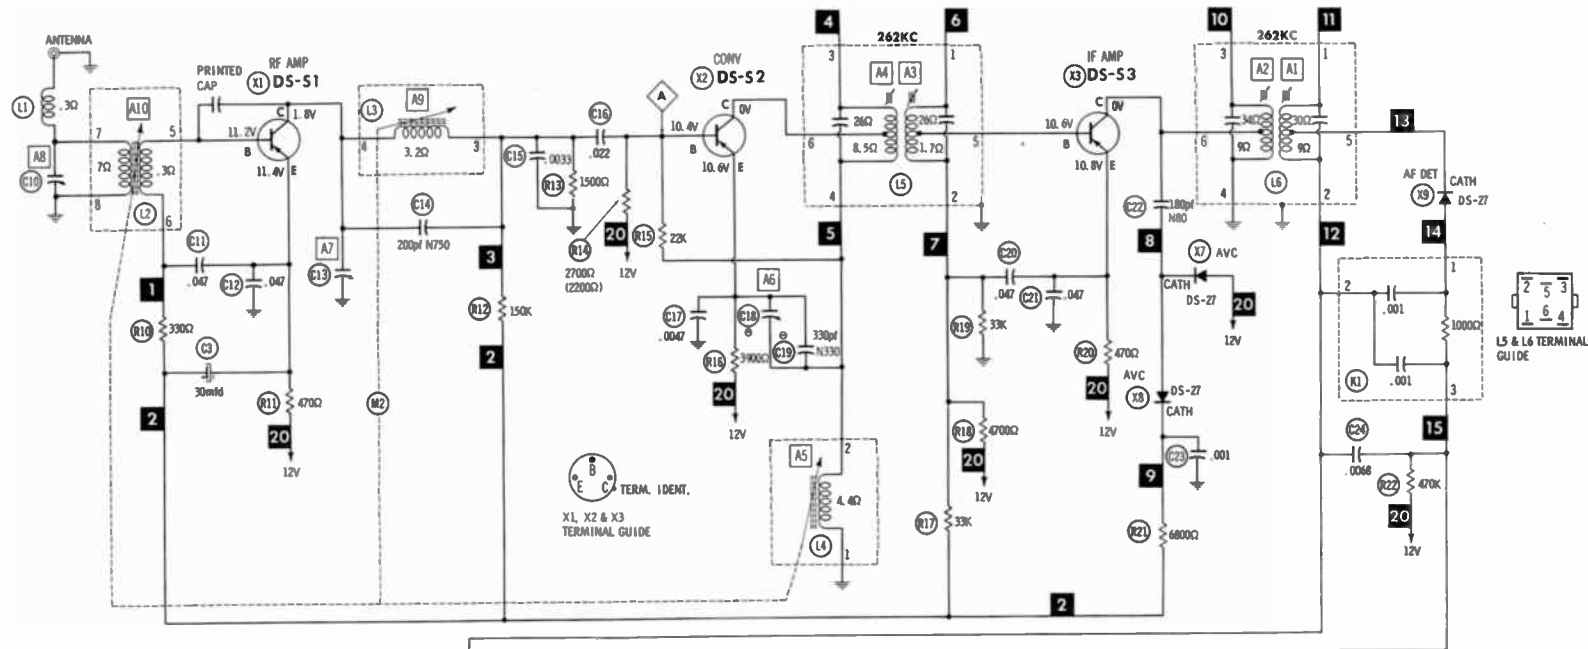 ANTENNA
L1
.3Ω
A8
C10
7
8
7Ω
A10
5
.3Ω
L2
6
PRINTED
CAP
RF AMP
X1 DS-S1
C
1.8V
11.2V
B
11.4V
E
C11
.047
C12
.047
1
R10
330Ω
C3
30mfd
2
R11
470Ω
20
12V
L3
A9
4
3.2Ω
3
A7
C13
C14
200pf N750
M2
3
R12
150K
2
C15
.0033
R13
1500Ω
C16
.022
R14
2700Ω
(2200Ω)
20
12V
R15
22K
A
CONV
X2 DS-S2
C
0V
10.4V
B
10.6V
E
C17
.0047
A6
C18
C19
330pf
N330
R16
3900Ω
20
12V
B
E
C
TERM. IDENT.
X1, X2 & X3
TERMINAL GUIDE
4
262KC
6
3
1
A4
A3
26Ω
26Ω
6
8.5Ω
1.7Ω
5
L5
4
2
5
7
A5
2
4.4Ω
L4
1
IF AMP
X3 DS-S3
C
0V
10.6V
B
10.8V
E
C20
.047
C21
.047
R19
33K
R20
470Ω
20
12V
R18
4700Ω
20
12V
R17
33K
C22
180pf
N80
8
X7
AVC
CATH
DS-27
20
12V
AVC
X8
DS-27
CATH
C23
.001
9
R21
6800Ω
2
10
262KC
11
3
1
A2
A1
34Ω
30Ω
6
9Ω
9Ω
5
L6
4
2
12
13
AF DET
CATH
X9
DS-27
14
2
1
.001
1000Ω
K1
.001
3
15
C24
.0068
R22
470K
20
12V
2
5
3
1
6
4
L5 & L6 TERMINAL
GUIDE